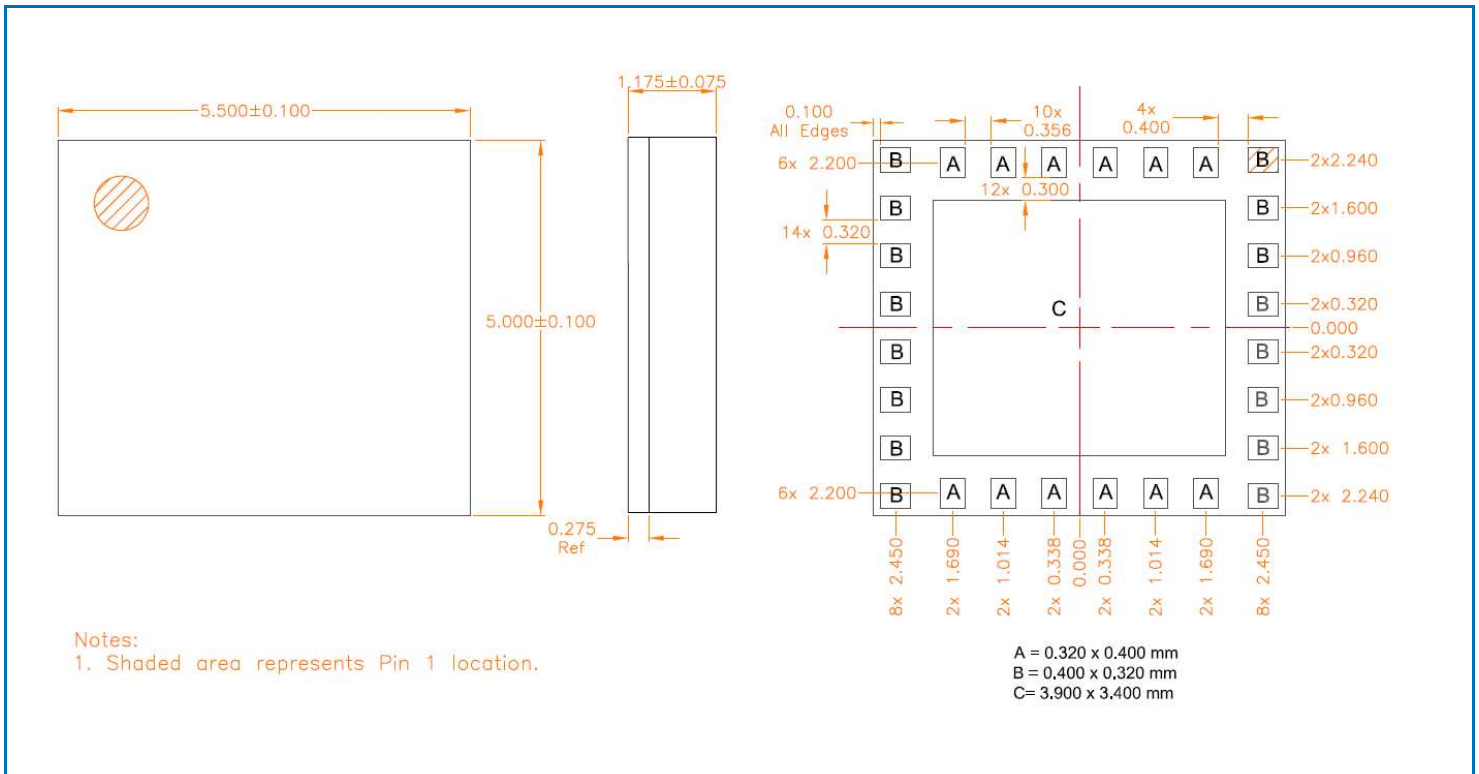 1.175±0.075
5.500±0.100
0.100
All Edges
10x
0.356
4x
0.400
6x 2.200
B A A A A A A B
2x2.240
12x 0.300
B B
2x1.600
14x 0.320
B B
2x0.960
C
B B
2x0.320
0.000
5.000±0.100
B B
2x0.320
B B
2x0.960
B B
2x 1.600
6x 2.200
B A A A A A A B
2x 2.240
0.275
Ref
8x 2.450
2x 1.690
2x 1.014
2x 0.338
0.000
2x 0.338
2x 1.014
2x 1.690
8x 2.450
Notes:
1. Shaded area represents Pin 1 location.
A = 0.320 x 0.400 mm
B = 0.400 x 0.320 mm
C= 3.900 x 3.400 mm